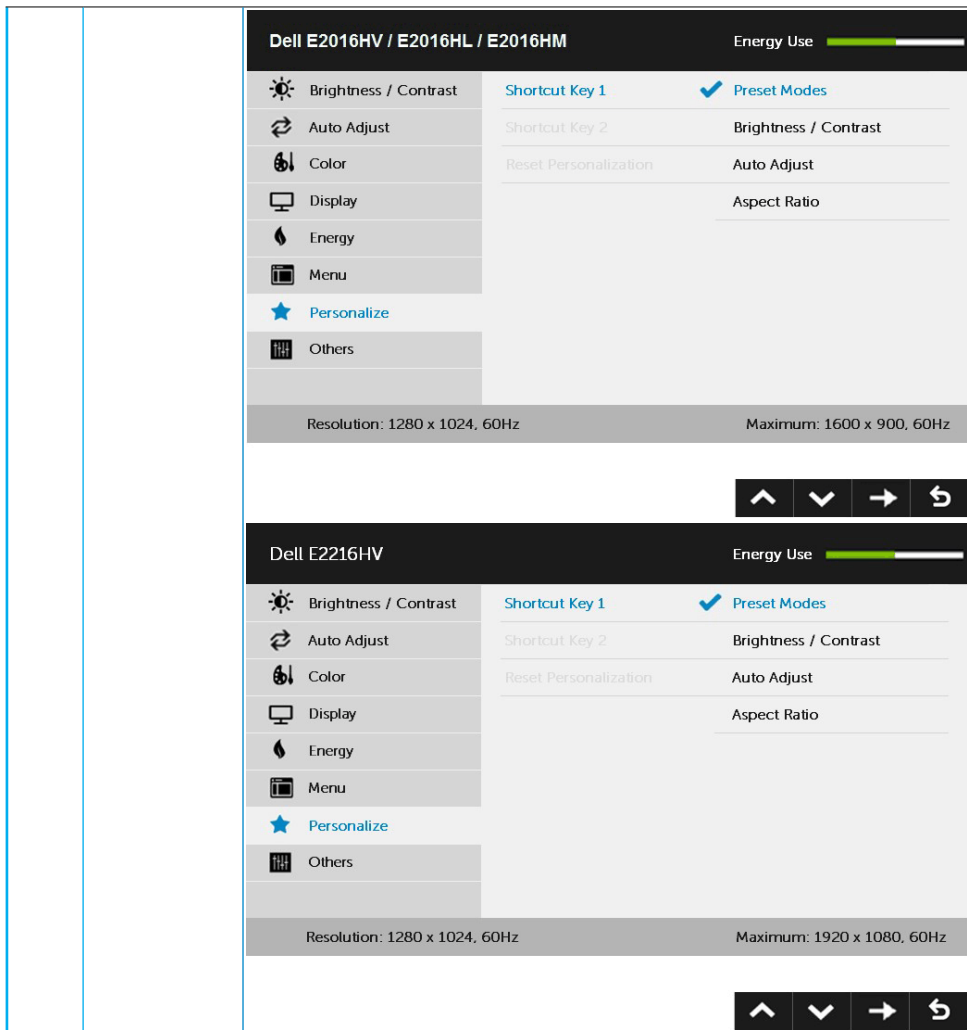 Dell E2016HV / E2016HL / E2016HM Energy Use
Brightness / Contrast Shortcut Key 1 Preset Modes
Auto Adjust Shortcut Key 2 Brightness / Contrast
Color Reset Personalization Auto Adjust
Display Aspect Ratio
Energy
Menu
Personalize
Others
Resolution: 1280 x 1024, 60Hz Maximum: 1600 x 900, 60Hz
Dell E2216HV Energy Use
Brightness / Contrast Shortcut Key 1 Preset Modes
Auto Adjust Shortcut Key 2 Brightness / Contrast
Color Reset Personalization Auto Adjust
Display Aspect Ratio
Energy
Menu
Personalize
Others
Resolution: 1280 x 1024, 60Hz Maximum: 1920 x 1080, 60Hz